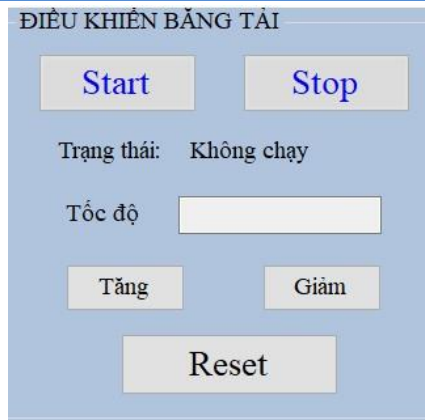 ĐIỀU KHIỂN BĂNG TẢI
Start Stop
Trạng thái: Không chạy
Tốc độ
Tăng Giảm
Reset